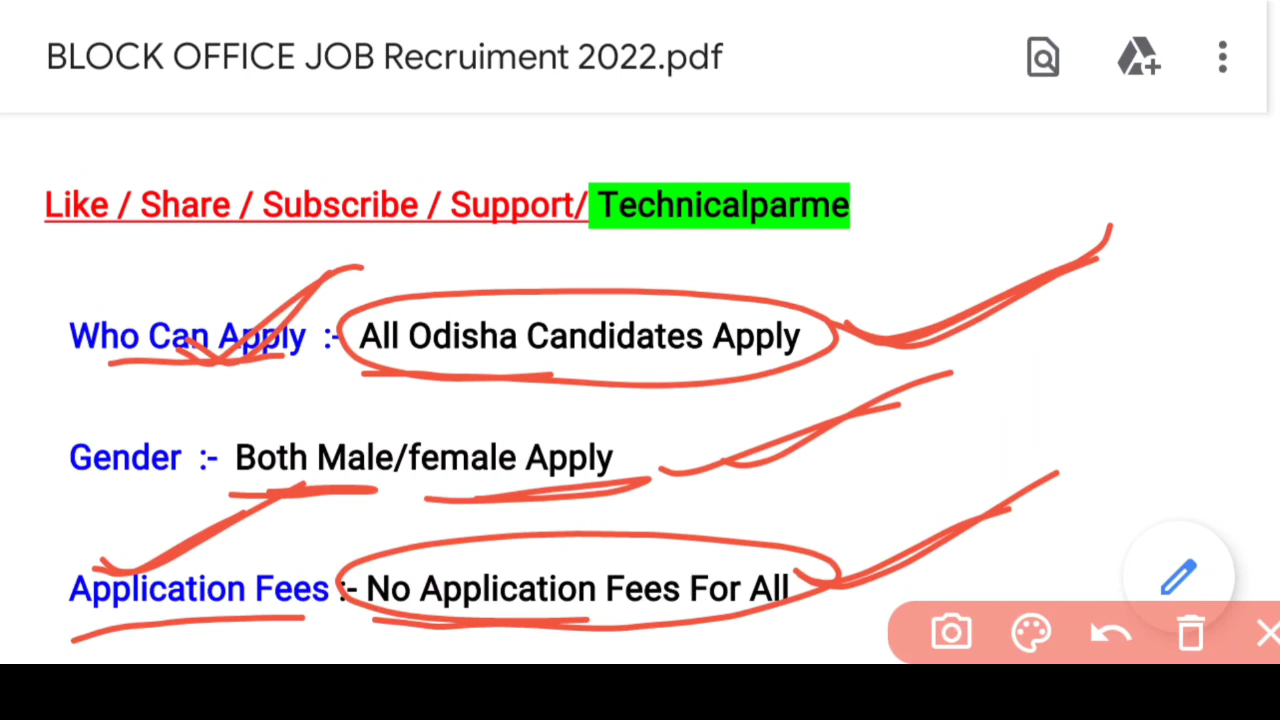 BLOCK OFFICE JOB Recruiment 2022.pdf
Like / Share / Subscribe / Support/ Technicalparme
Who Can Apply :- All Odisha Candidates Apply
Gender :- Both Male/female Apply
Application Fees :- No Application Fees For All